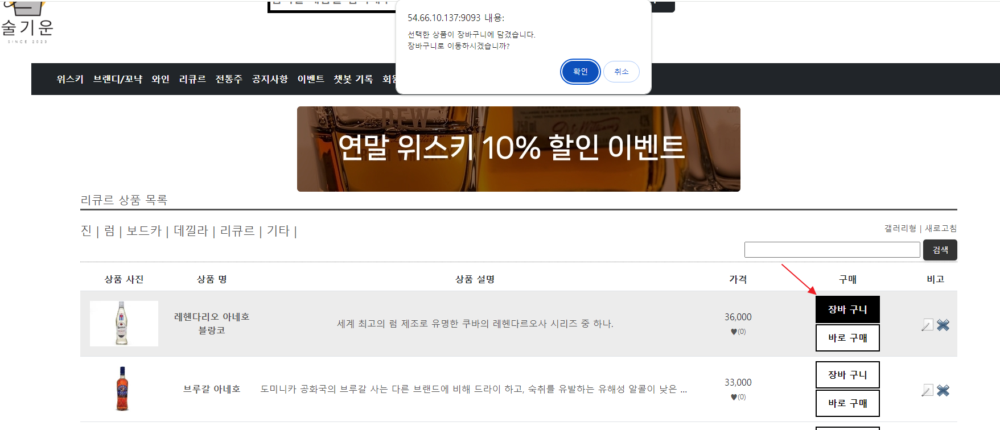 술기운
SINCE 2023
54.66.10.137:9093 내용:
선택한 상품이 장바구니에 담겼습니다.
장바구니로 이동하시겠습니까?
확인 취소
위스키 브랜디/꼬냑 와인 리큐르 전통주 공지사항 이벤트 챗봇 기록
DEW
연말 위스키 10% 할인 이벤트
리큐르 상품 목록
진 | 럼 | 보드카 | 데낄라 | 리큐르 | 기타 |
갤러리형 | 새로고침
검색
상품 사진 상품 명 상품 설명 가격 구매 비고
레헨다리오 아네호
블랑코
세계 최고의 럼 제조로 유명한 쿠바의 레헨다르오사 시리즈 중 하나.
36,000
♥(0)
장바 구니
바로 구매
브루갈 아네호
도미니카 공화국의 브루갈 사는 다른 브랜드에 비해 드라이 하고, 숙취를 유발하는 유해성 알콜이 낮은 ...
33,000
♥(0)
장바 구니
바로 구매